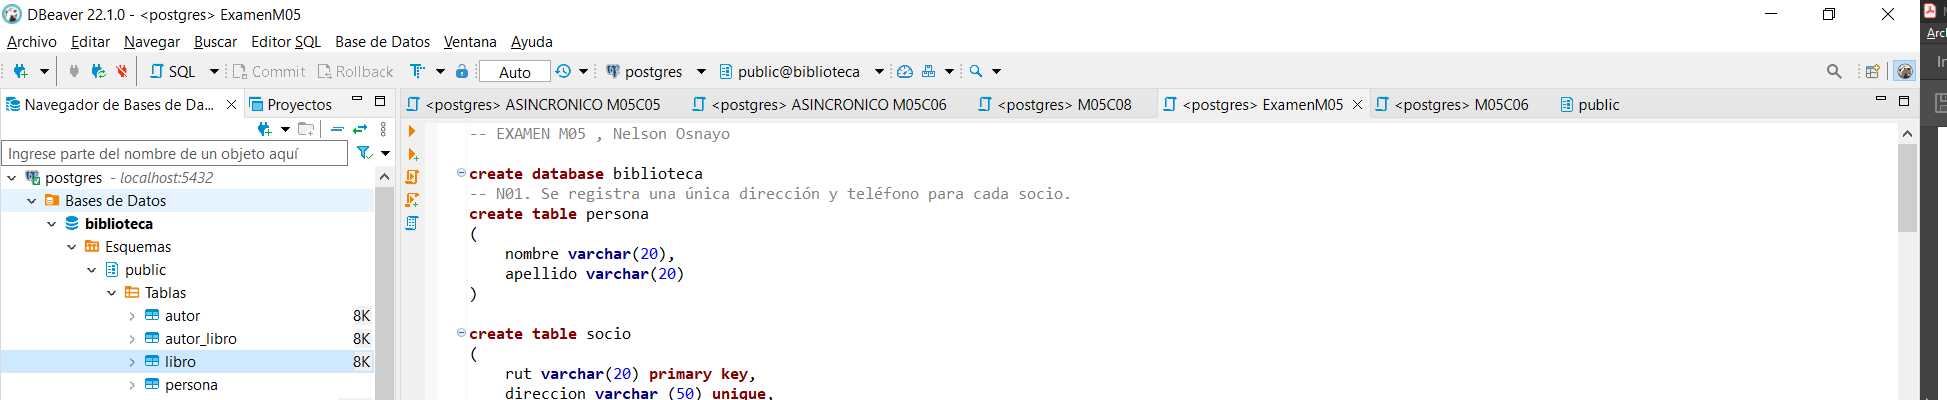 DBeaver 22.1.0 - <postgres> ExamenM05
Archivo Editar Navegar Buscar Editor SQL Base de Datos Ventana Ayuda
SQL Commit Rollback Auto postgres public@biblioteca
Navegador de Bases de Da... Proyectos
<postgres> ASINCRONICO M05C05 <postgres> ASINCRONICO M05C06 <postgres> M05C08 <postgres> ExamenM05 <postgres> M05C06 public
Ingrese parte del nombre de un objeto aquí
postgres - localhost:5432
Bases de Datos
biblioteca
Esquemas
public
Tablas
autor 8K
autor_libro 8K
libro 8K
persona
-- EXAMEN M05 , Nelson Osnayo
create database biblioteca
-- N01. Se registra una única dirección y teléfono para cada socio.
create table persona
(
nombre varchar(20),
apellido varchar(20)
)
create table socio
(
rut varchar(20) primary key,
direccion varchar (50) unique,